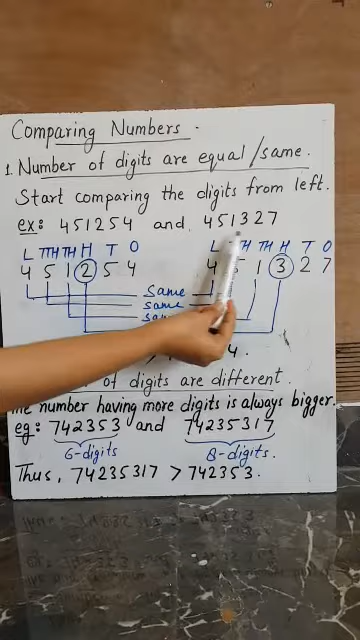 Comparing Numbers.
1. Number of digits are equal/same.
Start comparing the digits from left.
ex: 451254 and 451327
L TTH TH H T O TH H T O
4 5 1 2 5 4 4 5 1 3 2 7
Same
same
4.
of digits are different.
number having more digits is always bigger.
eg: 742353 and 74235317
6-digits 8-digits.
Thus, 74235317 > 742353.